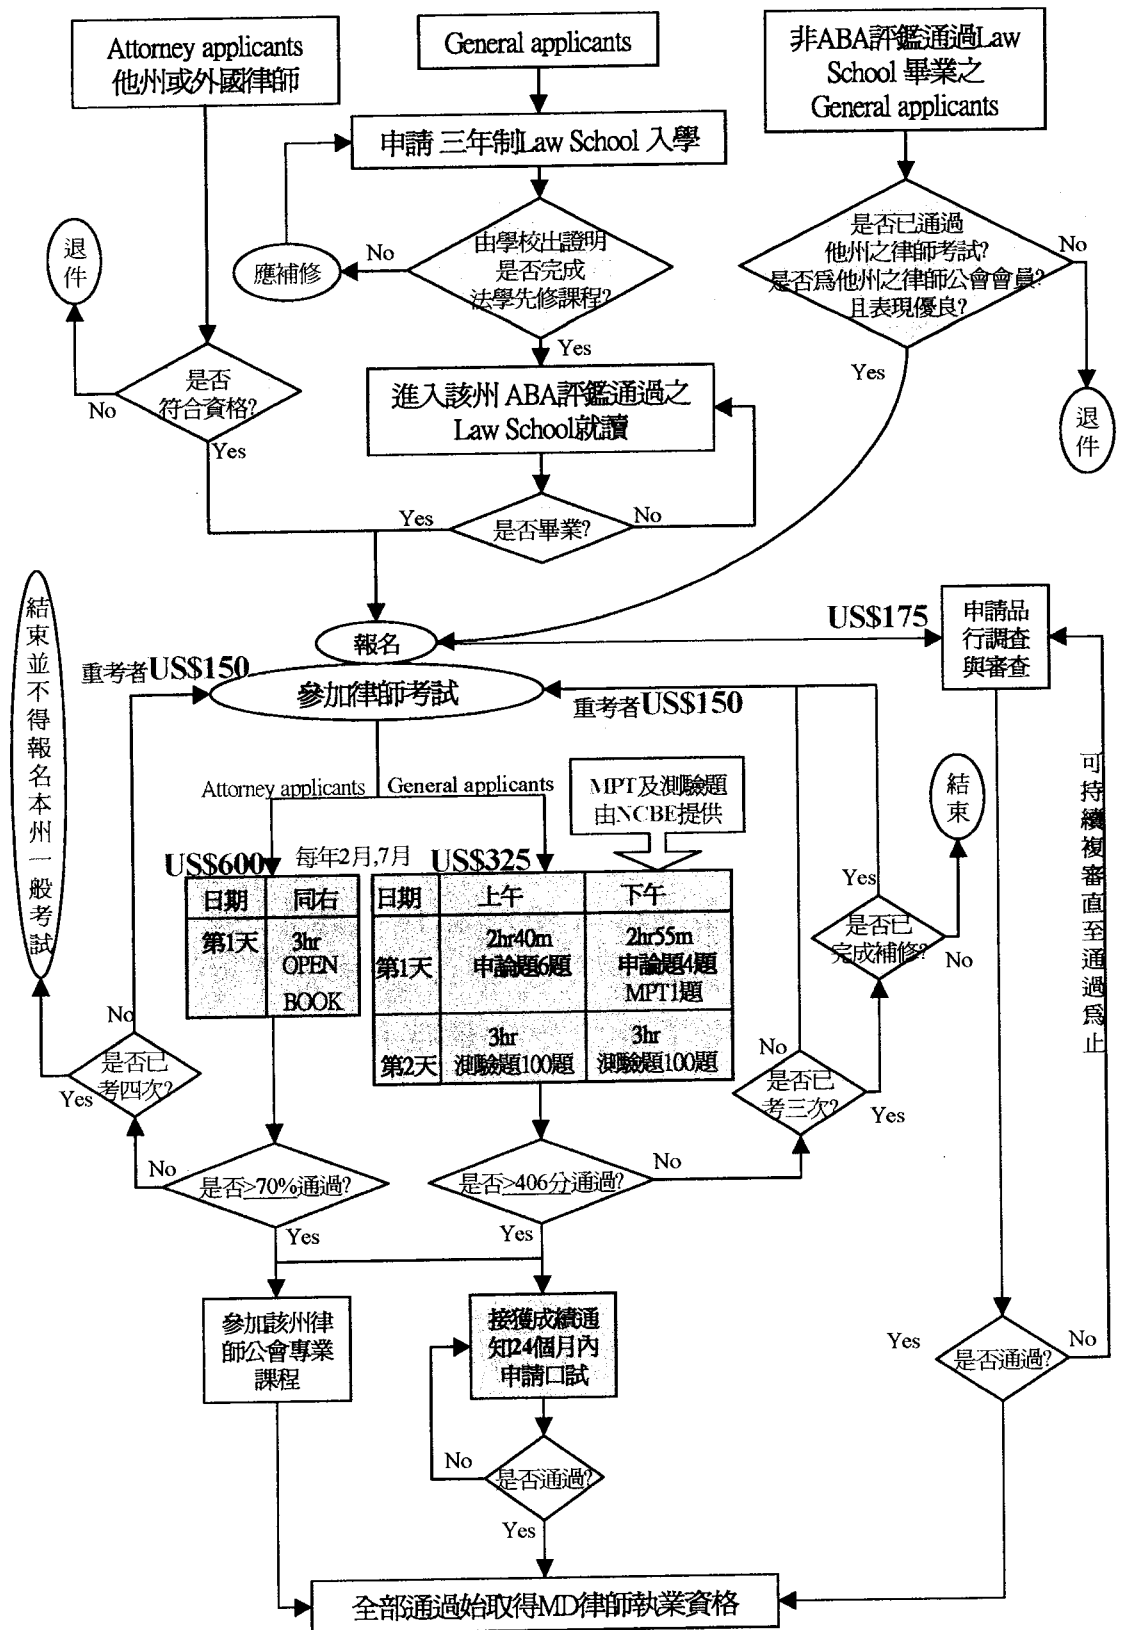 Attorney applicants
他州或外國律師
General applicants
非ABA評鑑通過Law
School 畢業之
General applicants
申請 三年制Law School 入學
退件
應補修
No
由學校出證明
是否完成
法學先修課程?
是否已通過
他州之律師考試?
是否為他州之律師公會會員?
且表現優良?
No
Yes
Yes
是否
符合資格?
No
Yes
進入該州 ABA評鑑通過之
Law School就讀
退件
Yes
是否畢業?
No
結束並不得報名本州一般考試
報名
US$175
申請品
行調查
與審查
重考者US$150
參加律師考試
重考者US$150
Attorney applicants
General applicants
MPT及測驗題
由NCBE提供
結束
可持續複審直至通過為止
US$600
每年2月,7月
US$325
日期
同右
日期
上午
下午
第1天
3hr
OPEN
BOOK
第1天
2hr40m
申論題6題
2hr55m
申論題4題
MPT1題
第2天
3hr
測驗題100題
3hr
測驗題100題
Yes
是否已
完成補修?
No
No
是否已
考四次?
Yes
No
是否已
考三次?
Yes
No
是否>70%通過?
Yes
是否>406分通過?
No
Yes
參加該州律
師公會專業
課程
接獲成績通
知24個月內
申請口試
Yes
是否通過?
No
No
是否通過?
Yes
全部通過始取得MD律師執業資格